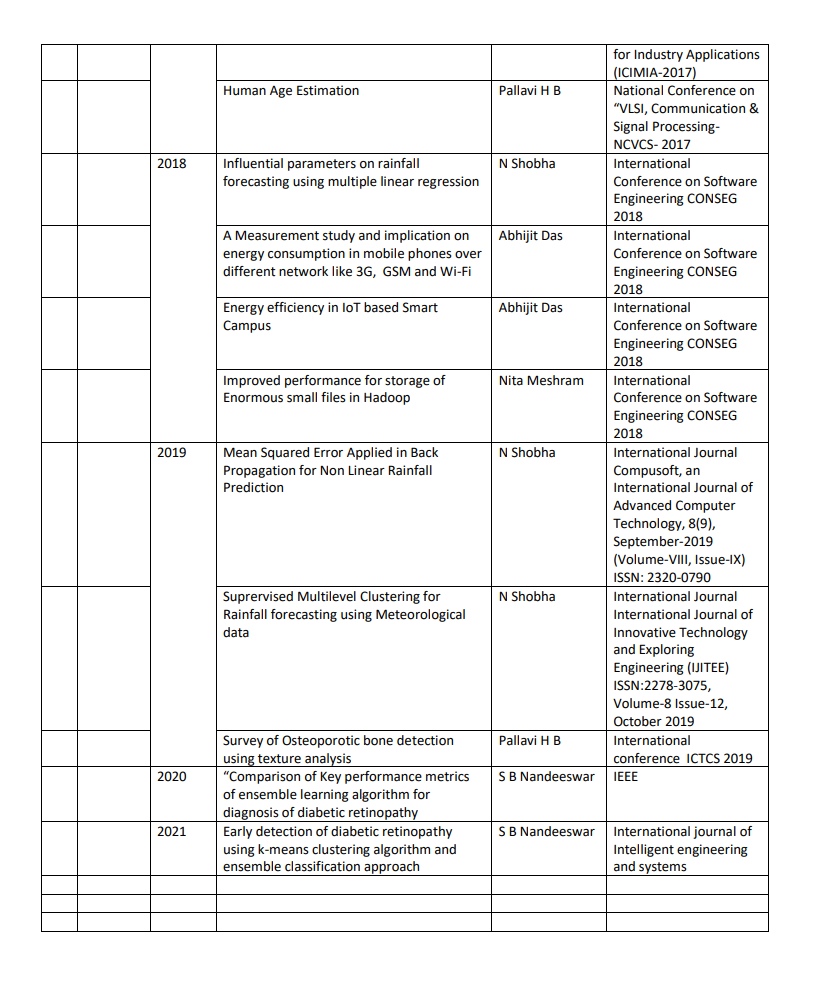 for Industry Applications
(ICIMIA-2017)
Human Age Estimation
Pallavi H B
National Conference on
“VLSI, Communication &
Signal Processing-
NCVCS- 2017
2018
Influential parameters on rainfall
forecasting using multiple linear regression
N Shobha
International
Conference on Software
Engineering CONSEG
2018
A Measurement study and implication on
energy consumption in mobile phones over
different network like 3G,  GSM and Wi-Fi
Abhijit Das
International
Conference on Software
Engineering CONSEG
2018
Energy efficiency in IoT based Smart
Campus
Abhijit Das
International
Conference on Software
Engineering CONSEG
2018
Improved performance for storage of
Enormous small files in Hadoop
Nita Meshram
International
Conference on Software
Engineering CONSEG
2018
2019
Mean Squared Error Applied in Back
Propagation for Non Linear Rainfall
Prediction
N Shobha
International Journal
Compusoft, an
International Journal of
Advanced Computer
Technology, 8(9),
September-2019
(Volume-VIII, Issue-IX)
ISSN: 2320-0790
Suprervised Multilevel Clustering for
Rainfall forecasting using Meteorological
data
N Shobha
International Journal
International Journal of
Innovative Technology
and Exploring
Engineering (IJITEE)
ISSN:2278-3075,
Volume-8 Issue-12,
October 2019
Survey of Osteoporotic bone detection
using texture analysis
Pallavi H B
International
conference  ICTCS 2019
2020
“Comparison of Key performance metrics
of ensemble learning algorithm for
diagnosis of diabetic retinopathy
S B Nandeeswar
IEEE
2021
Early detection of diabetic retinopathy
using k-means clustering algorithm and
ensemble classification approach
S B Nandeeswar
International journal of
Intelligent engineering
and systems